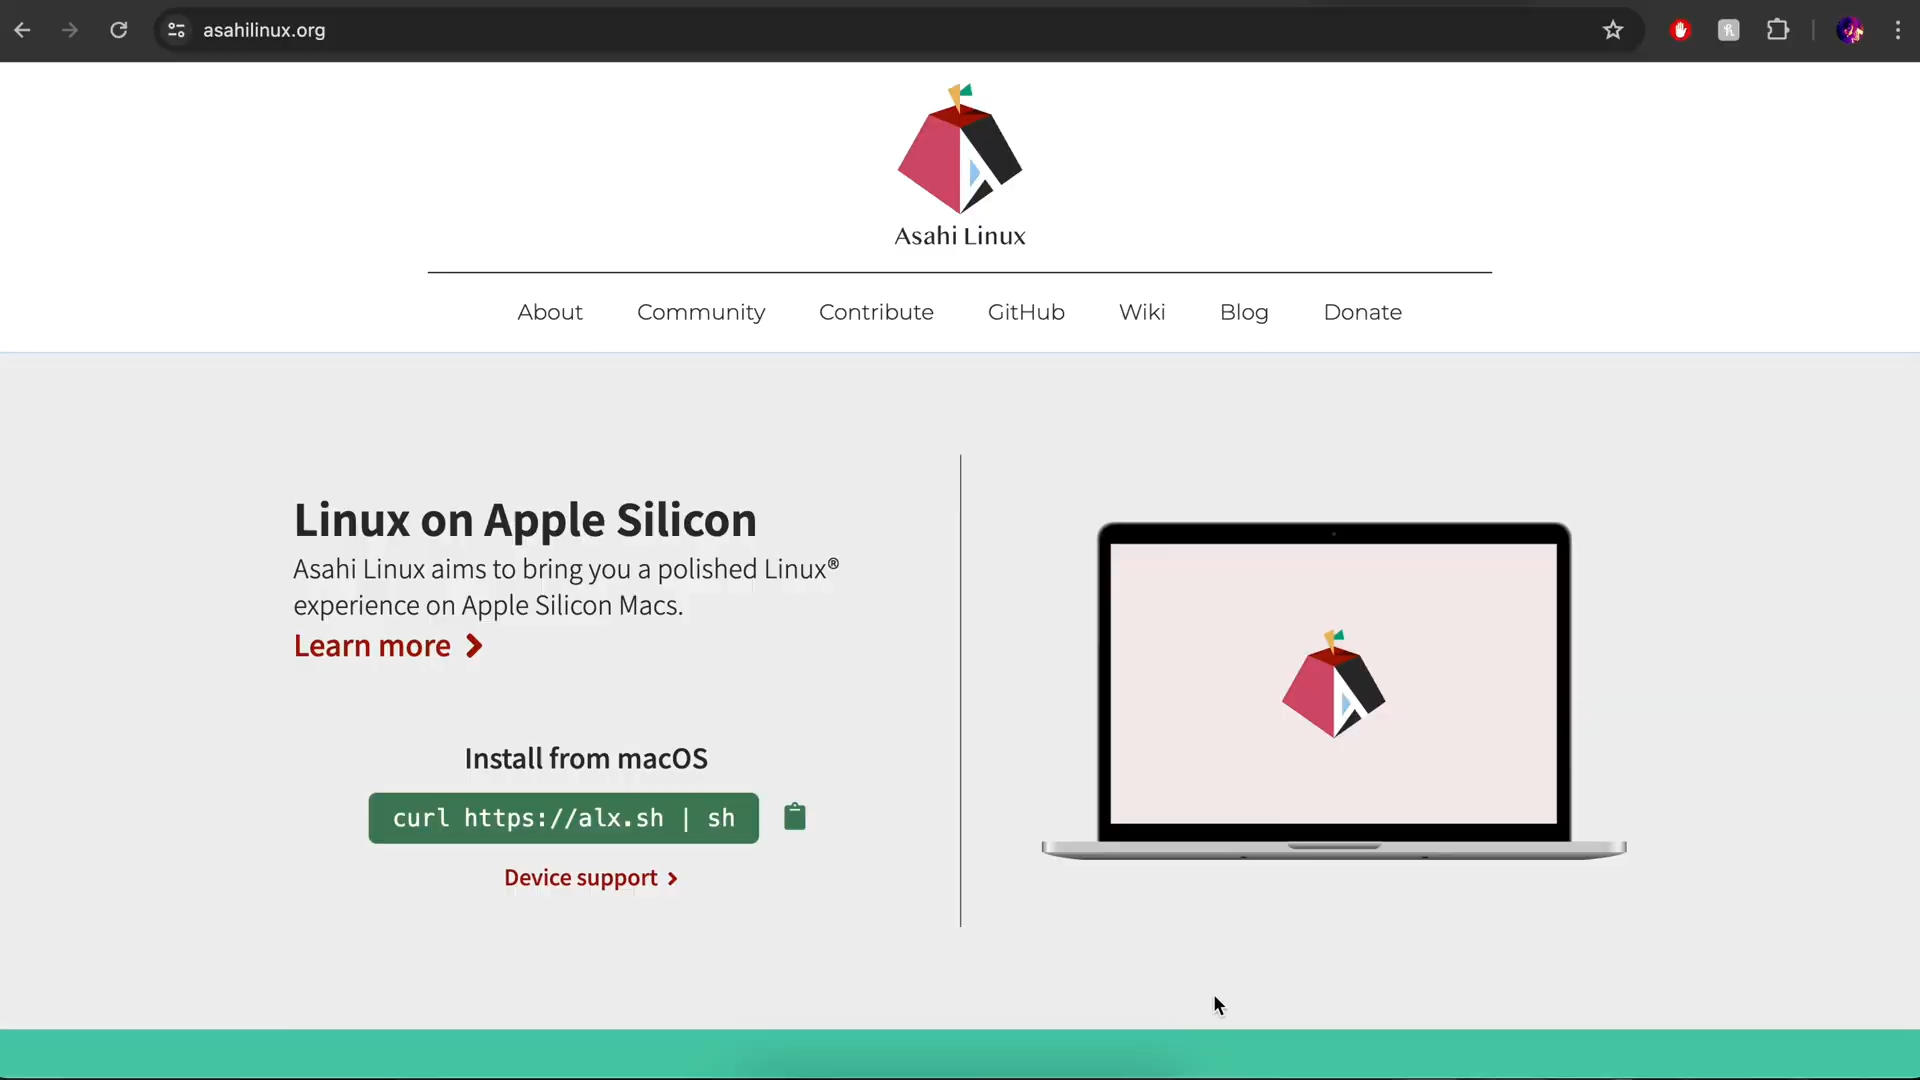 asahilinux.org
Asahi Linux
About Community Contribute GitHub Wiki Blog Donate
Linux on Apple Silicon
Asahi Linux aims to bring you a polished Linux®
experience on Apple Silicon Macs.
Learn more
Install from macOS
curl https://alx.sh | sh
Device support